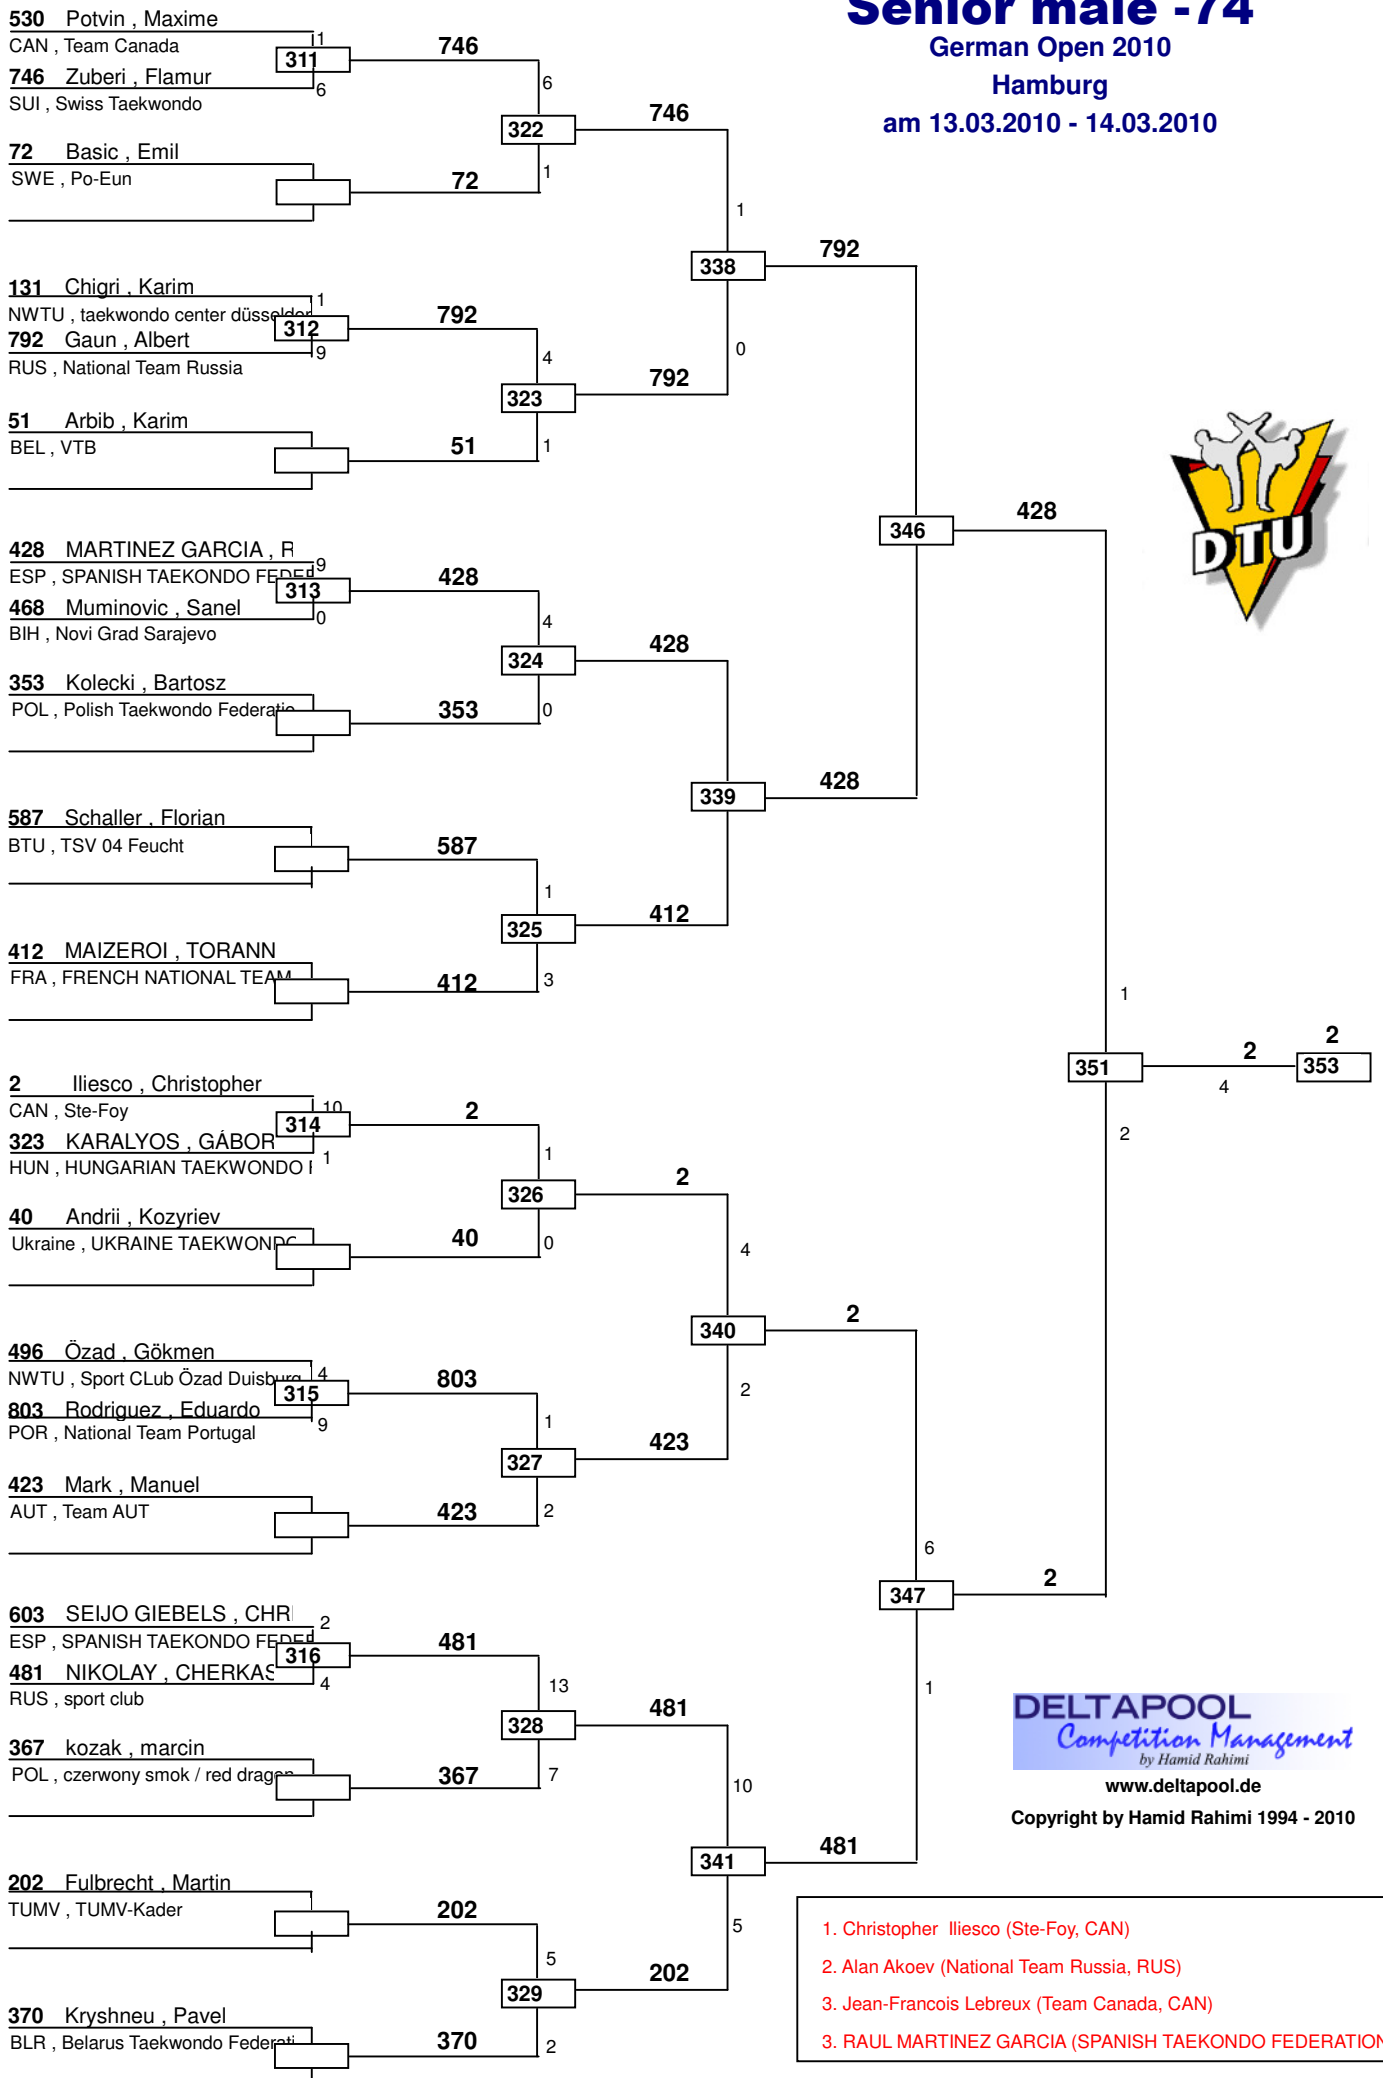 Senior male -74
German Open 2010
Hamburg
am 13.03.2010 - 14.03.2010
530 Potvin , Maxime
CAN , Team Canada
1
311
746
746 Zuberi , Flamur
6
SUI , Swiss Taekwondo
6
322
746
72 Basic , Emil
SWE , Po-Eun
72
1
1
338
792
131 Chigri , Karim
1
NWTU , taekwondo center düsseldor
312
792
792 Gaun , Albert
9
RUS , National Team Russia
4
0
323
792
51 Arbib , Karim
BEL , VTB
51
1
346
428
428 MARTINEZ GARCIA , R
9
ESP , SPANISH TAEKONDO FEDER
313
428
468 Muminovic , Sanel
0
BIH , Novi Grad Sarajevo
4
324
428
353 Kolecki , Bartosz
POL , Polish Taekwondo Federatio
353
0
339
428
587 Schaller , Florian
BTU , TSV 04 Feucht
587
1
325
412
412 MAIZEROI , TORANN
FRA , FRENCH NATIONAL TEAM
412
3
DTU
1
351
2
4
2
353
2
2 Iliesco , Christopher
10
CAN , Ste-Foy
314
2
323 KARALYOS , GÁBOR
1
HUN , HUNGARIAN TAEKWONDO F
1
326
2
40 Andrii , Kozyriev
Ukraine , UKRAINE TAEKWONDO
40
0
4
340
2
496 Özad , Gökmen
4
NWTU , Sport CLub Özad Duisburg
315
803
803 Rodriguez , Eduardo
9
POR , National Team Portugal
1
2
327
423
423 Mark , Manuel
AUT , Team AUT
423
2
6
347
2
1
603 SEIJO GIEBELS , CHRI
2
ESP , SPANISH TAEKONDO FEDER
316
481
481 NIKOLAY , CHERKAS
4
RUS , sport club
13
328
481
367 kozak , marcin
POL , czerwony smok / red dragon
367
7
10
341
481
202 Fulbrecht , Martin
TUMV , TUMV-Kader
202
5
5
329
202
370 Kryshneu , Pavel
BLR , Belarus Taekwondo Federati
370
2
DELTAPOOL
Competition Management
by Hamid Rahimi
www.deltapool.de
Copyright by Hamid Rahimi 1994 - 2010
1. Christopher Iliesco (Ste-Foy, CAN)
2. Alan Akoev (National Team Russia, RUS)
3. Jean-Francois Lebreux (Team Canada, CAN)
3. RAUL MARTINEZ GARCIA (SPANISH TAEKONDO FEDERATION